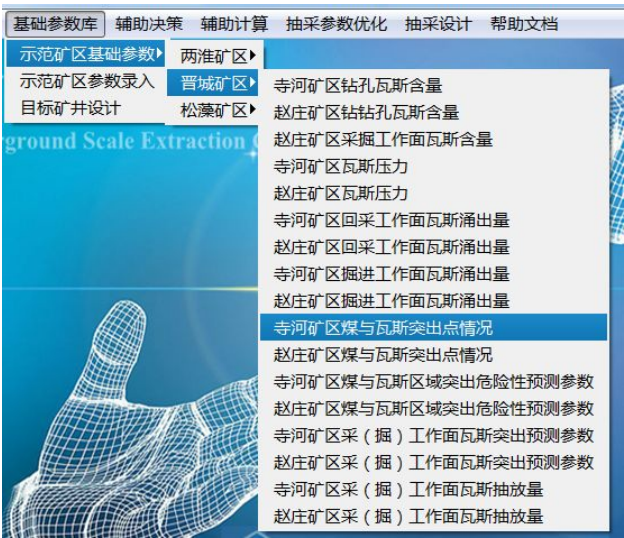 基础参数库 辅助决策 辅助计算 抽采参数优化 抽采设计 帮助文档
示范矿区基础参数
示范矿区参数录入
目标矿井设计
两淮矿区
晋城矿区
松藻矿区
寺河矿区钻孔瓦斯含量
赵庄矿区钻钻孔瓦斯含量
赵庄矿区采掘工作面瓦斯含量
寺河矿区瓦斯压力
赵庄矿区瓦斯压力
寺河矿区回采工作面瓦斯涌出量
赵庄矿区回采工作面瓦斯涌出量
寺河矿区掘进工作面瓦斯涌出量
赵庄矿区掘进工作面瓦斯涌出量
寺河矿区煤与瓦斯突出点情况
赵庄矿区煤与瓦斯突出点情况
寺河矿区煤与瓦斯区域突出危险性预测参数
赵庄矿区煤与瓦斯区域突出危险性预测参数
寺河矿区采（掘）工作面瓦斯突出预测参数
赵庄矿区采（掘）工作面瓦斯突出预测参数
寺河矿区采（掘）工作面瓦斯抽放量
赵庄矿区采（掘）工作面瓦斯抽放量
ground Scale Extraction